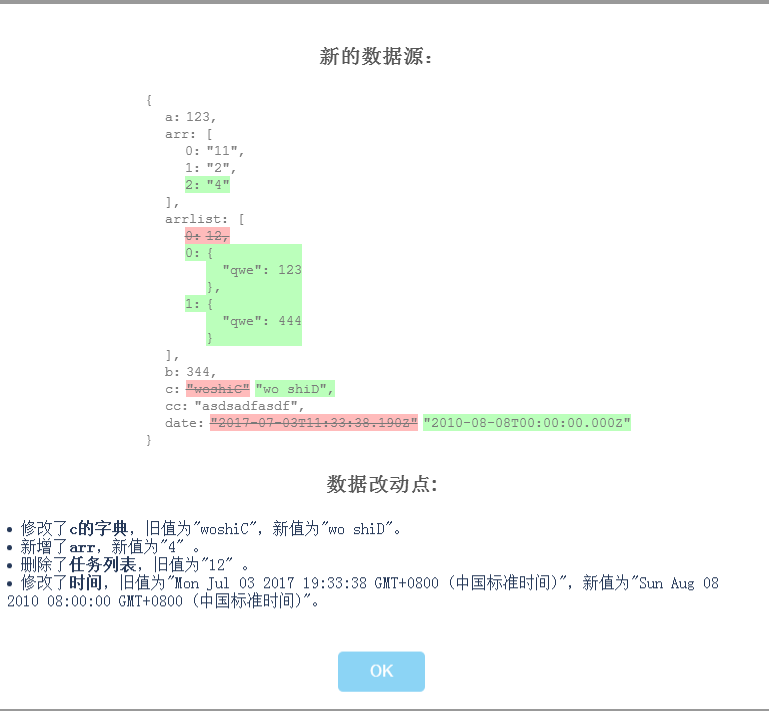 新的数据源：
{
a: 123,
arr: [
0: "11",
1: "2",
2: "4"
],
arrlist: [
0: 12,
0: {
"qwe": 123
},
1: {
"qwe": 444
}
],
b: 344,
c: "woshiC" "wo shiD",
cc: "asdsadfasdf",
date: "2017-07-03T11:33:38.190Z" "2010-08-08T00:00:00.000Z"
}
数据改动点:
• 修改了c的字典，旧值为"woshiC"，新值为"wo shiD"。
• 新增了arr，新值为"4" 。
• 删除了任务列表，旧值为"12" 。
• 修改了时间，旧值为"Mon Jul 03 2017 19:33:38 GMT+0800 (中国标准时间)"，新值为"Sun Aug 08
2010 08:00:00 GMT+0800 (中国标准时间)"。
OK